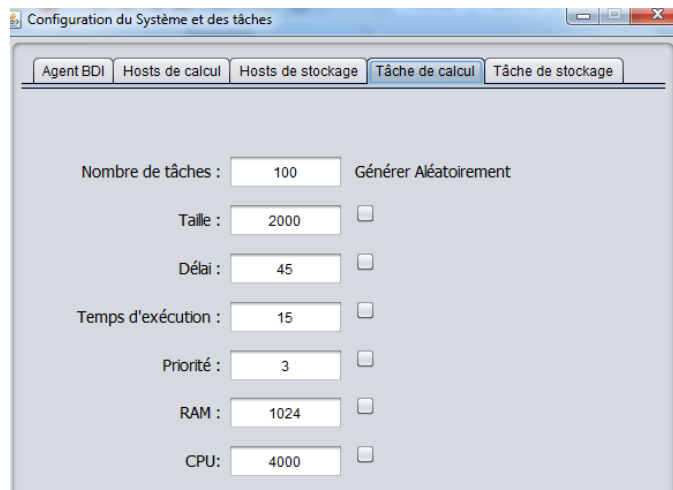 Configuration du Système et des tâches
Agent BDI Hosts de calcul Hosts de stockage Tâche de calcul Tâche de stockage
Nombre de tâches : 100 Générer Aléatoirement
Taille : 2000
Délai : 45
Temps d'exécution : 15
Priorité : 3
RAM : 1024
CPU: 4000